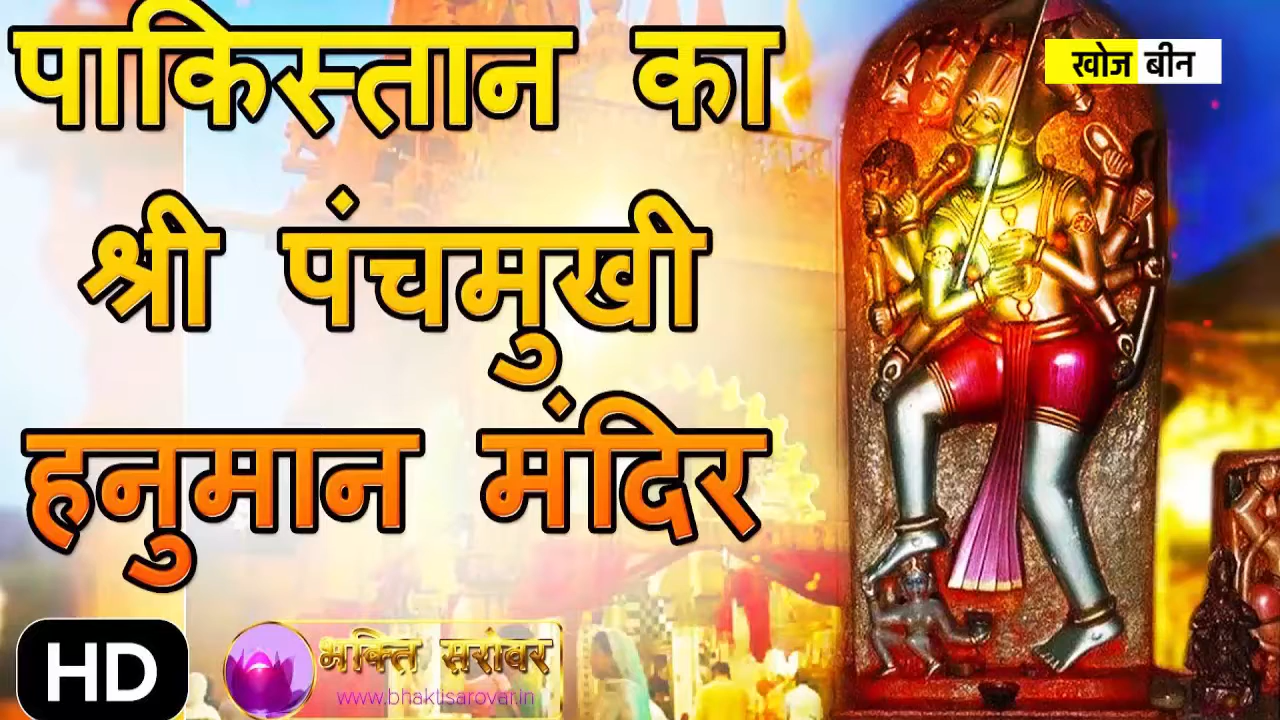 पाकिस्तान का
खोज बीन
श्री पंचमुखी
हनुमान मंदिर
HD
भक्ति सरोवर
www.bhaktisarovar.in